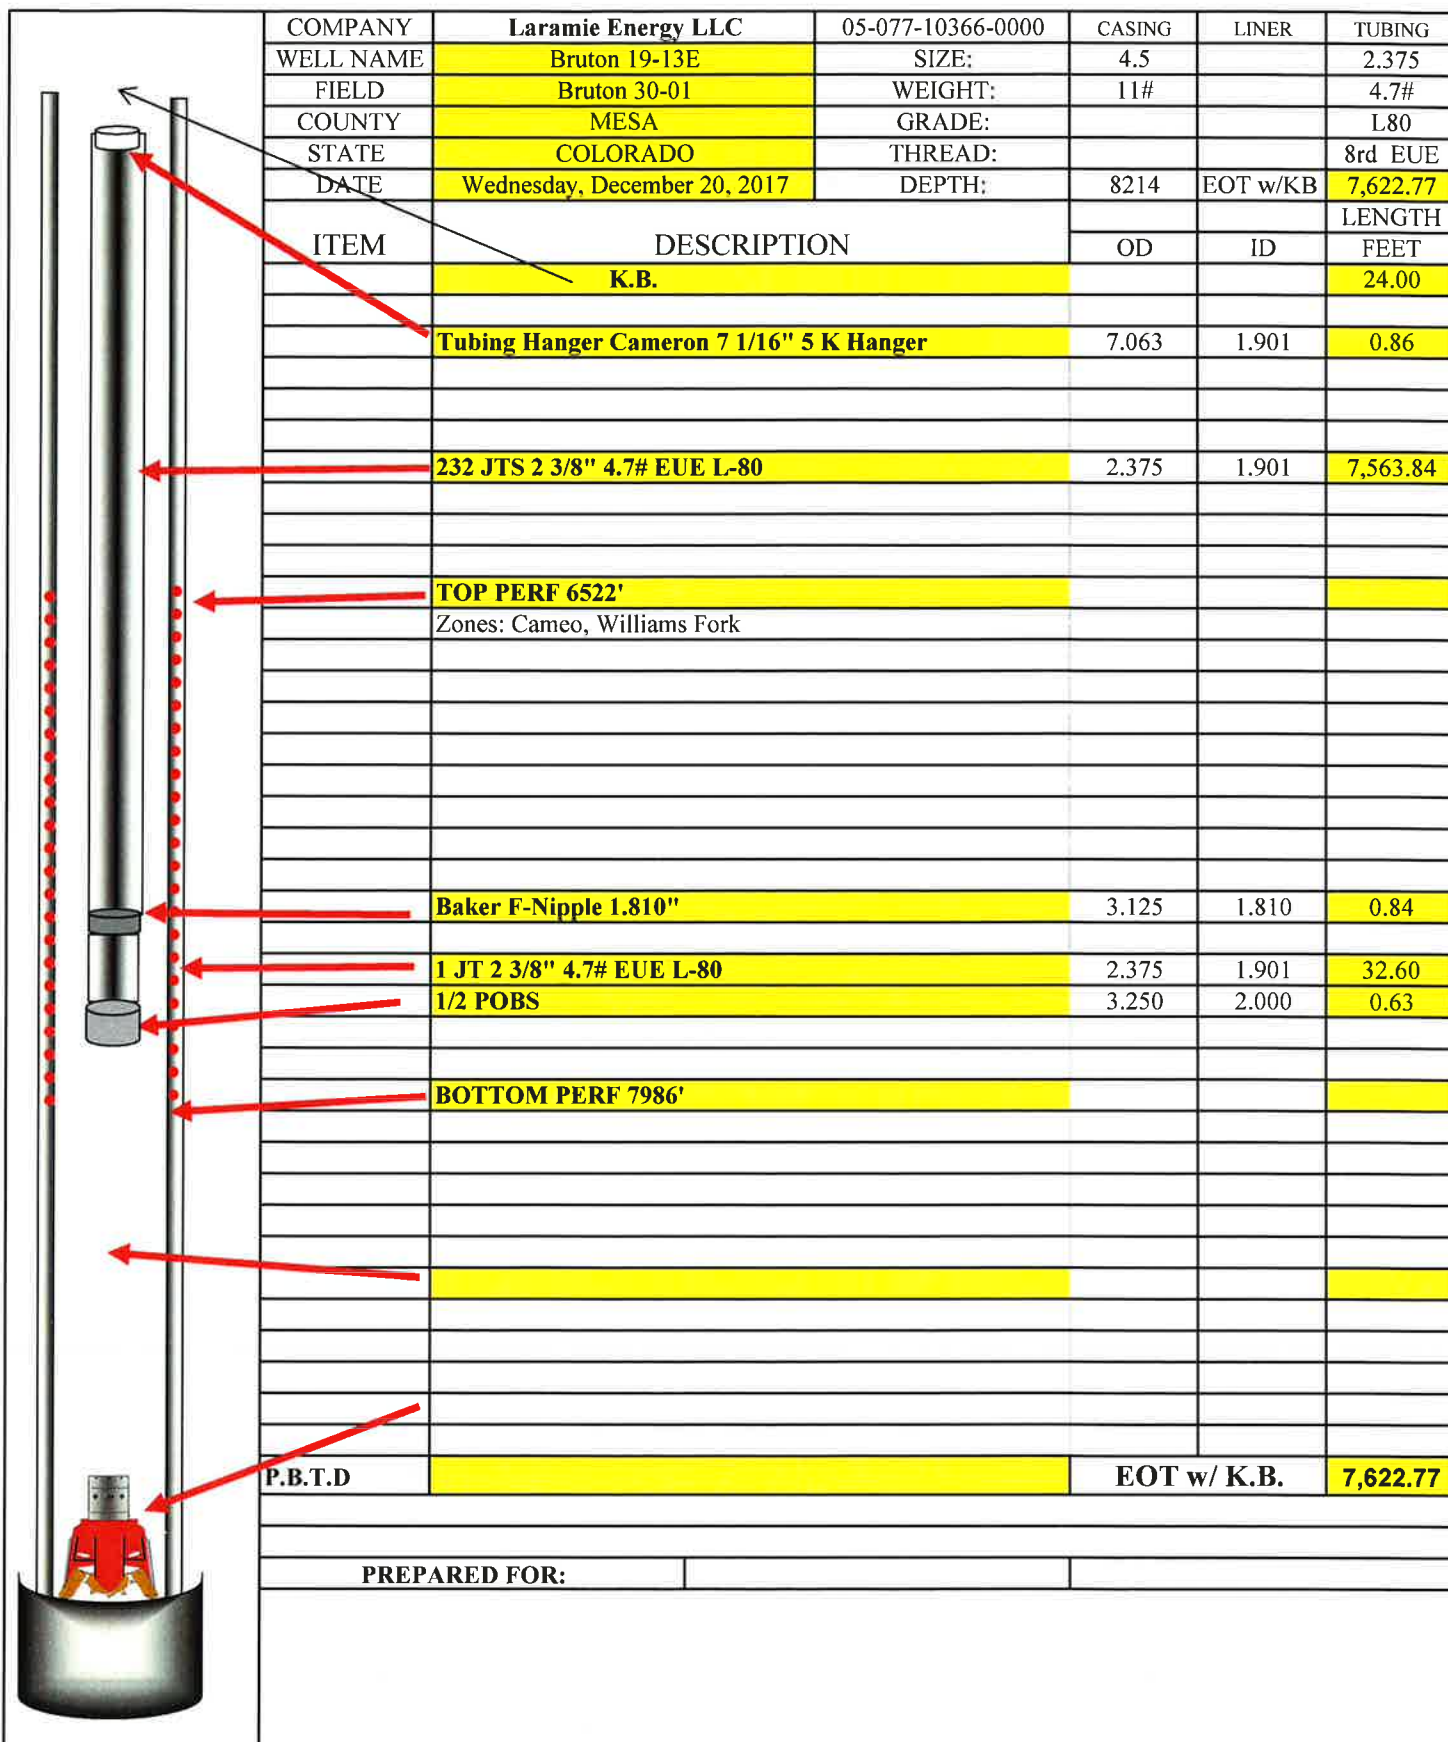 COMPANY Laramie Energy LLC 05-077-10366-0000 CASING LINER TUBING
WELL NAME Bruton 19-13E SIZE: 4.5 2.375
FIELD Bruton 30-01 WEIGHT: 11# 4.7#
COUNTY MESA GRADE: L80
STATE COLORADO THREAD: 8rd EUE
DATE Wednesday, December 20, 2017 DEPTH: 8214 EOT w/KB 7,622.77
LENGTH
ITEM DESCRIPTION OD ID FEET
K.B. 24.00
Tubing Hanger Cameron 7 1/16" 5 K Hanger 7.063 1.901 0.86
232 JTS 2 3/8" 4.7# EUE L-80 2.375 1.901 7,563.84
TOP PERF 6522'
Zones: Cameo, Williams Fork
Baker F-Nipple 1.810" 3.125 1.810 0.84
1 JT 2 3/8" 4.7# EUE L-80 2.375 1.901 32.60
1/2 POBS 3.250 2.000 0.63
BOTTOM PERF 7986'
P.B.T.D EOT w/ K.B. 7,622.77
PREPARED FOR: